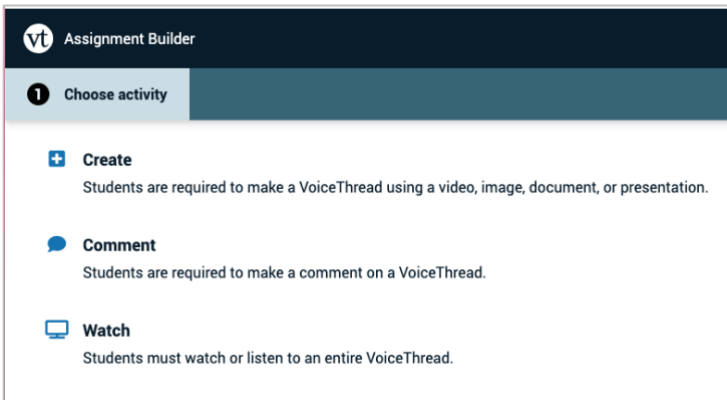 vt Assignment Builder
1 Choose activity
Create
Students are required to make a VoiceThread using a video, image, document, or presentation.
Comment
Students are required to make a comment on a VoiceThread.
Watch
Students must watch or listen to an entire VoiceThread.